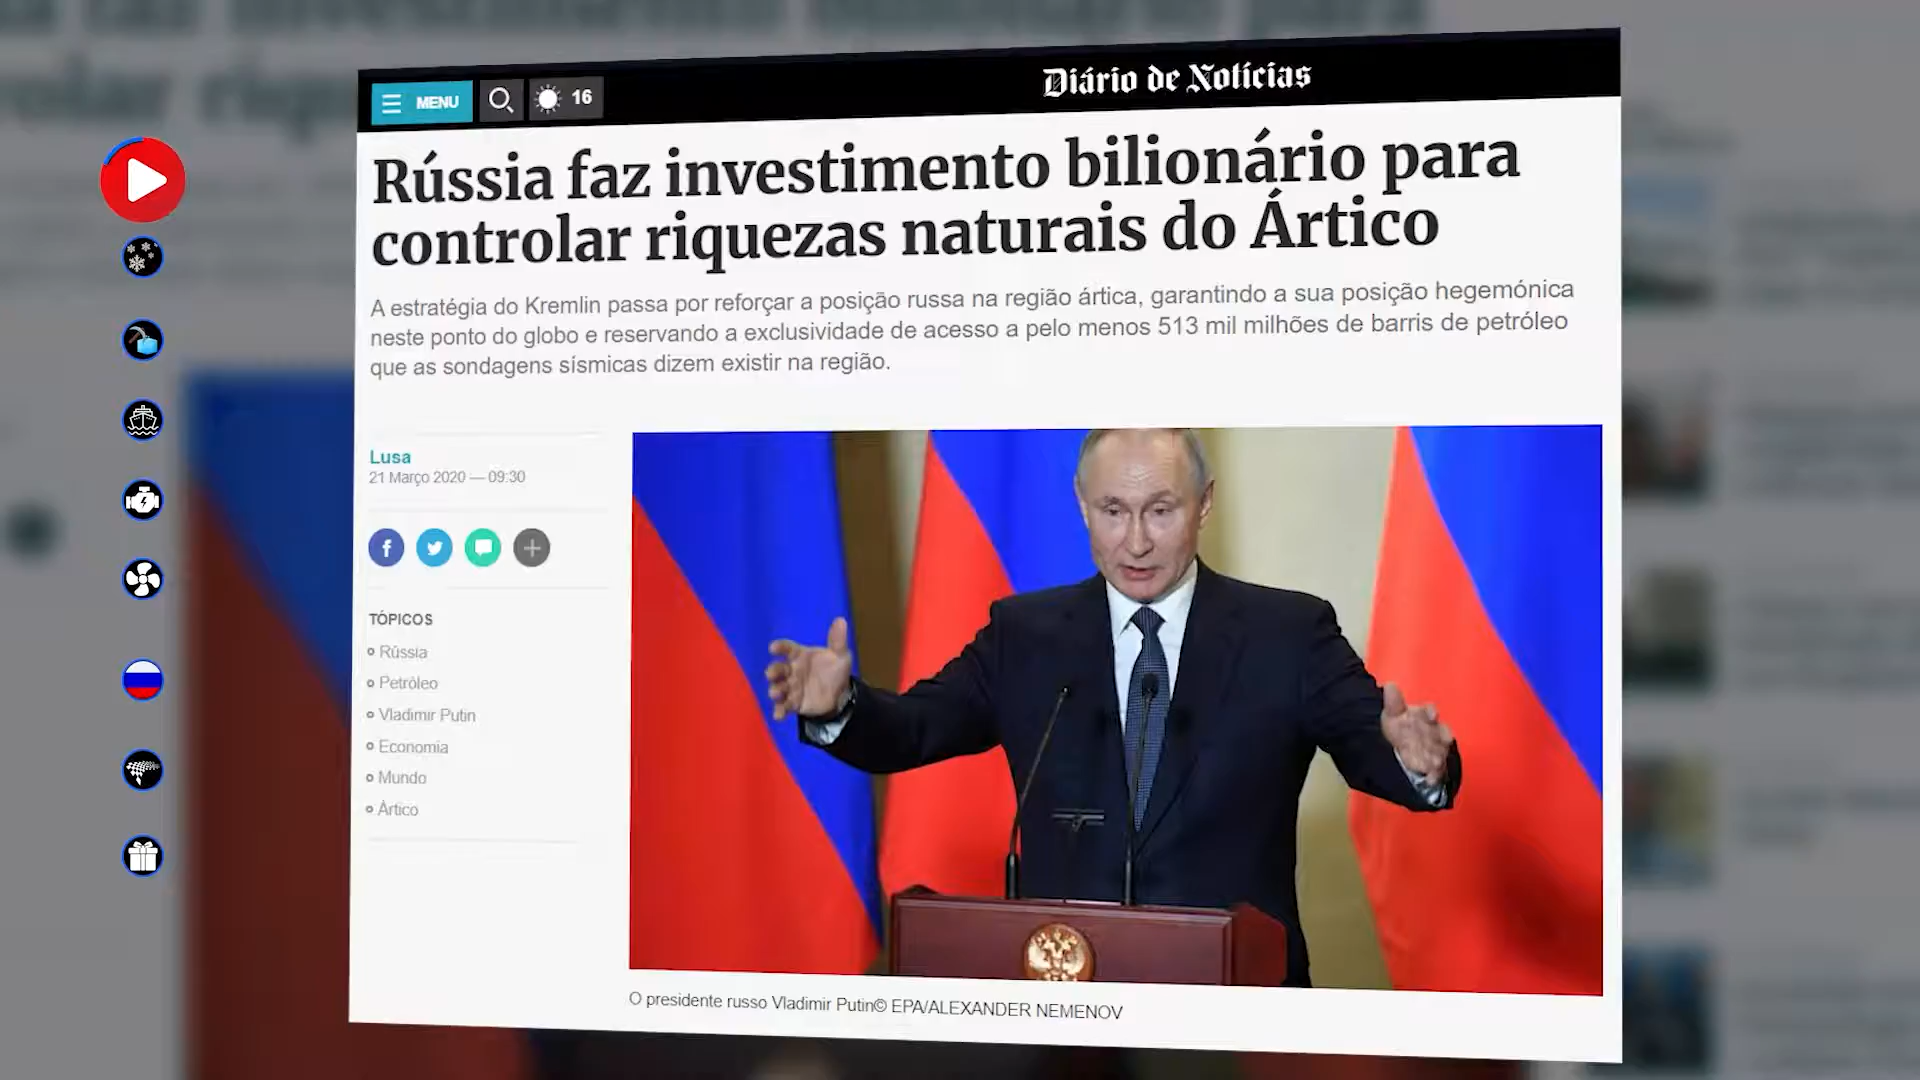 MENU
16
Diário de Notícias
Rússia faz investimento bilionário para
controlar riquezas naturais do Ártico
A estratégia do Kremlin passa por reforçar a posição russa na região ártica, garantindo a sua posição hegemónica
neste ponto do globo e reservando a exclusividade de acesso a pelo menos 513 mil milhões de barris de petróleo
que as sondagens sísmicas dizem existir na região.
Lusa
21 Março 2020 — 09:30
TÓPICOS
Rússia
Petróleo
Vladimir Putin
Economia
Mundo
Ártico
O presidente russo Vladimir Putin© EPA/ALEXANDER NEMENOV